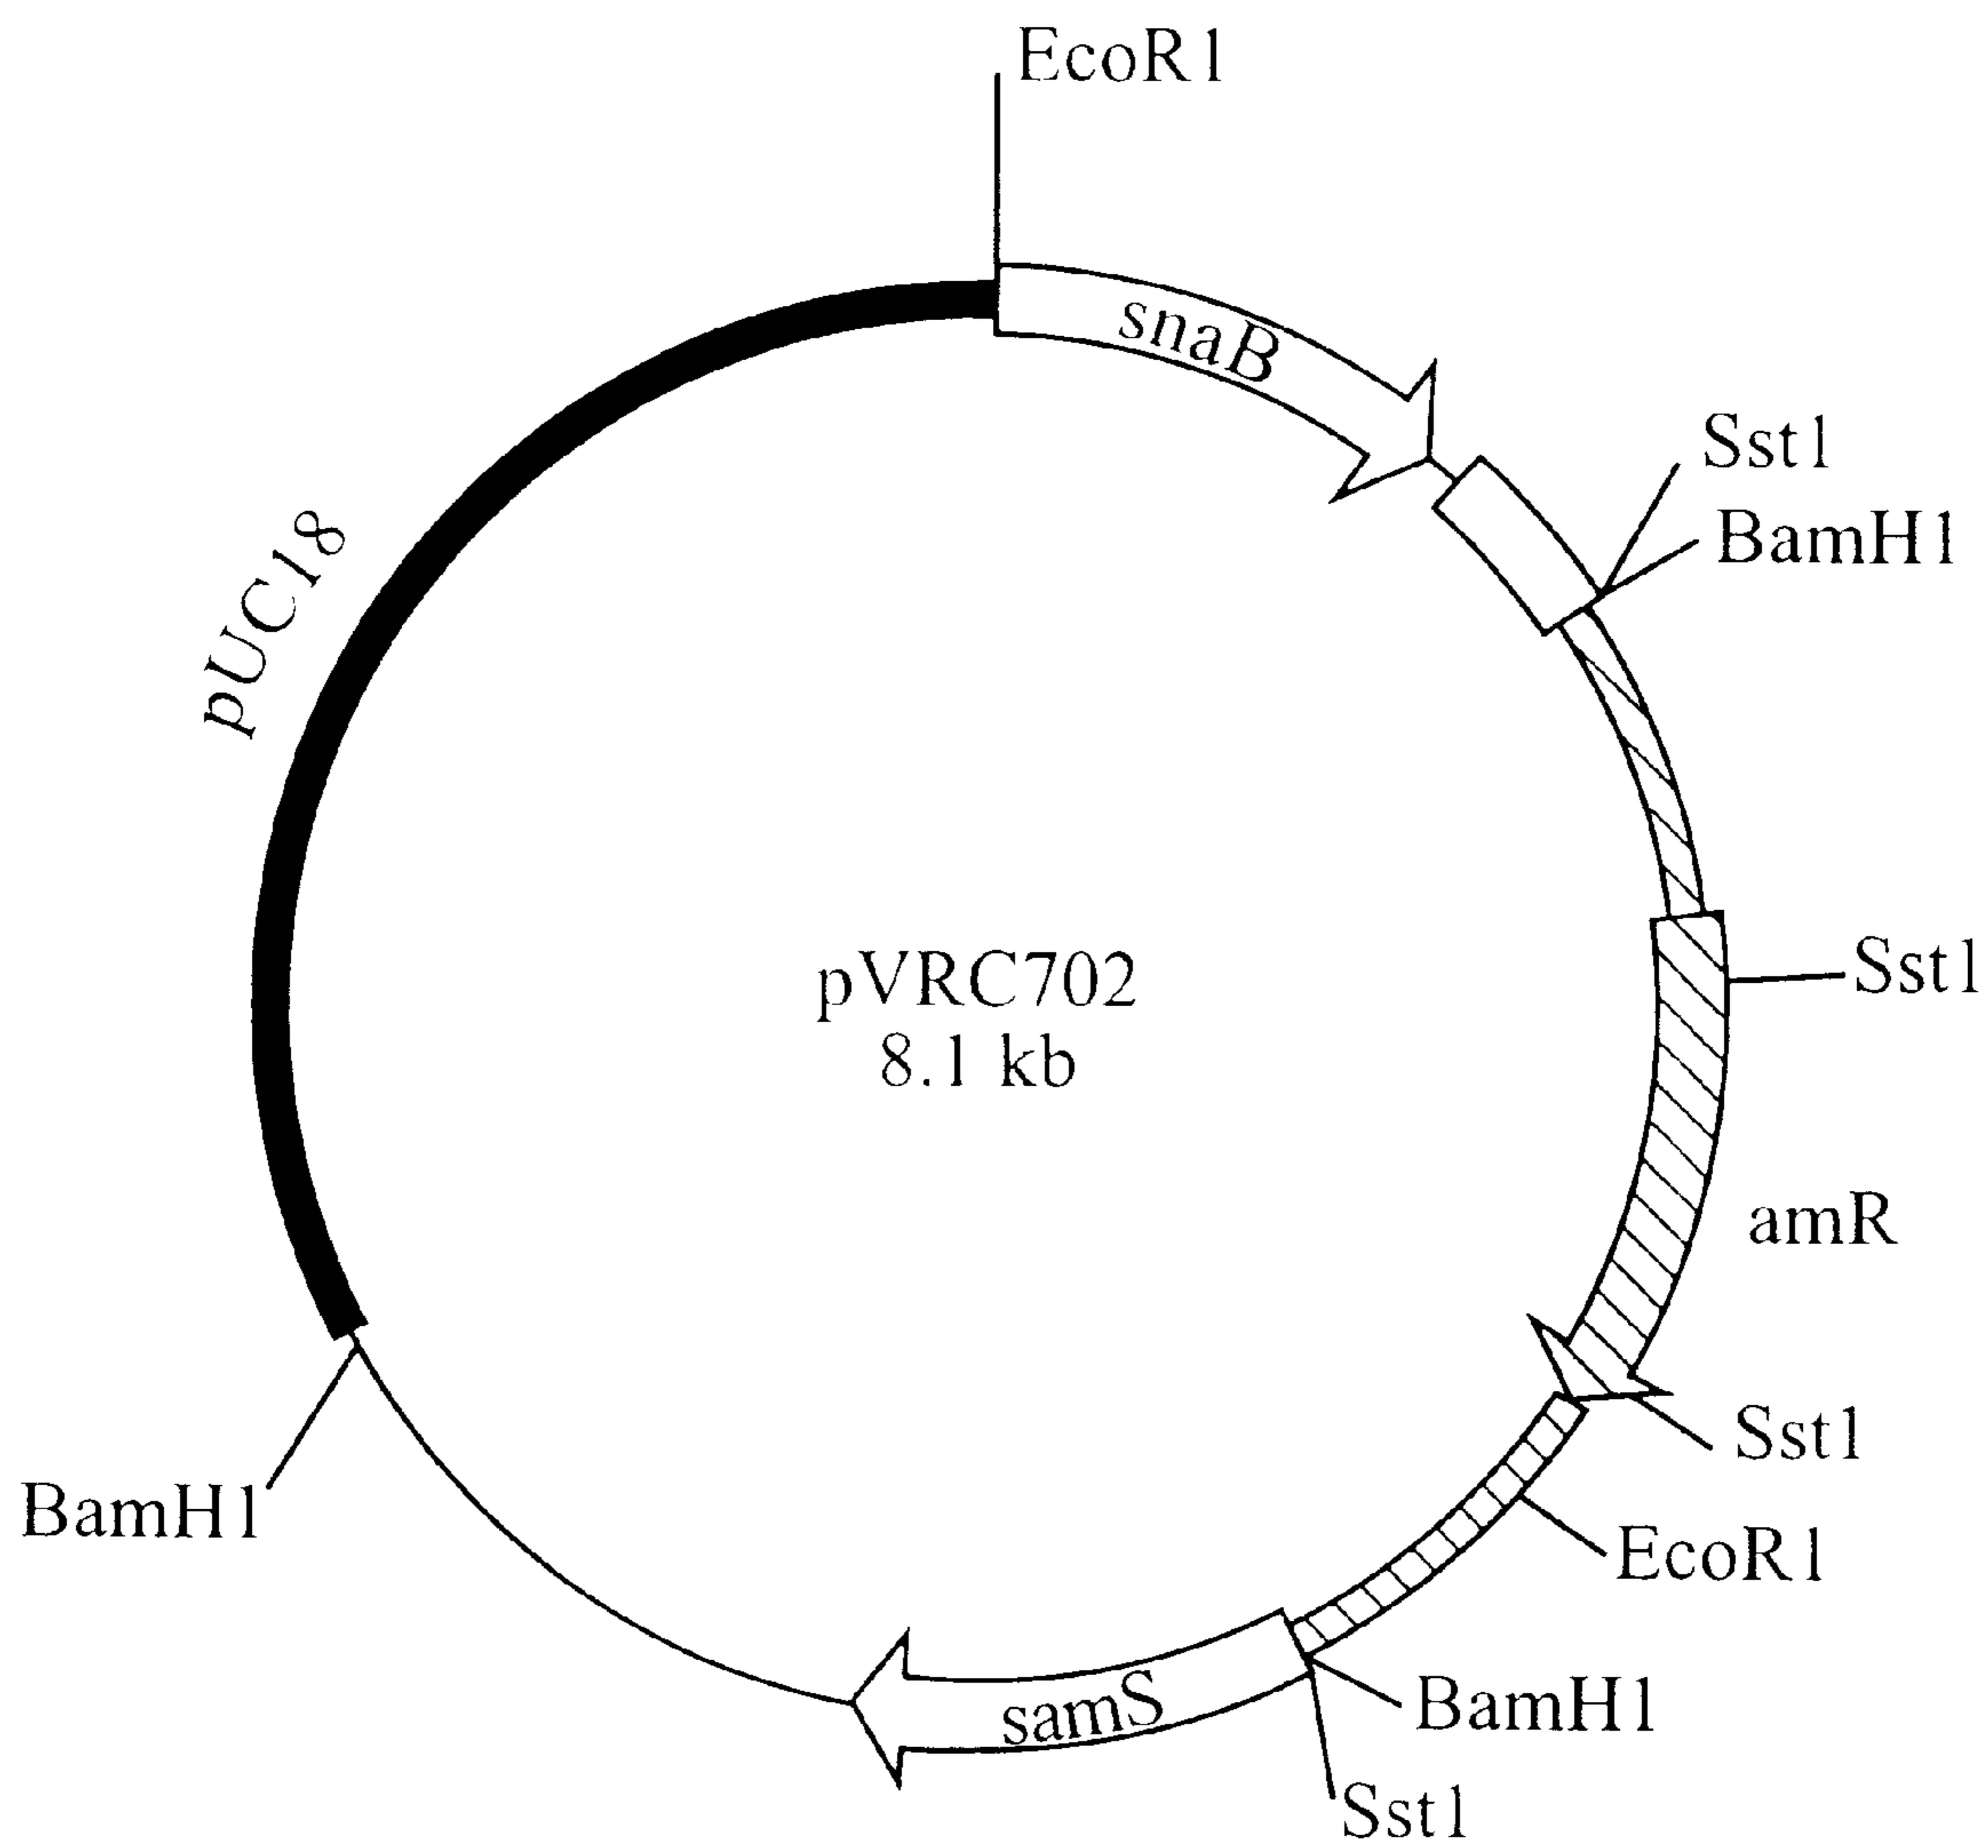 EcoR1
snaB
Sst1
BamH1
pUC18
pVRC702
8.1 kb
Sst1
amR
Sst1
EcoR1
BamH1
BamH1
samS
Sst1